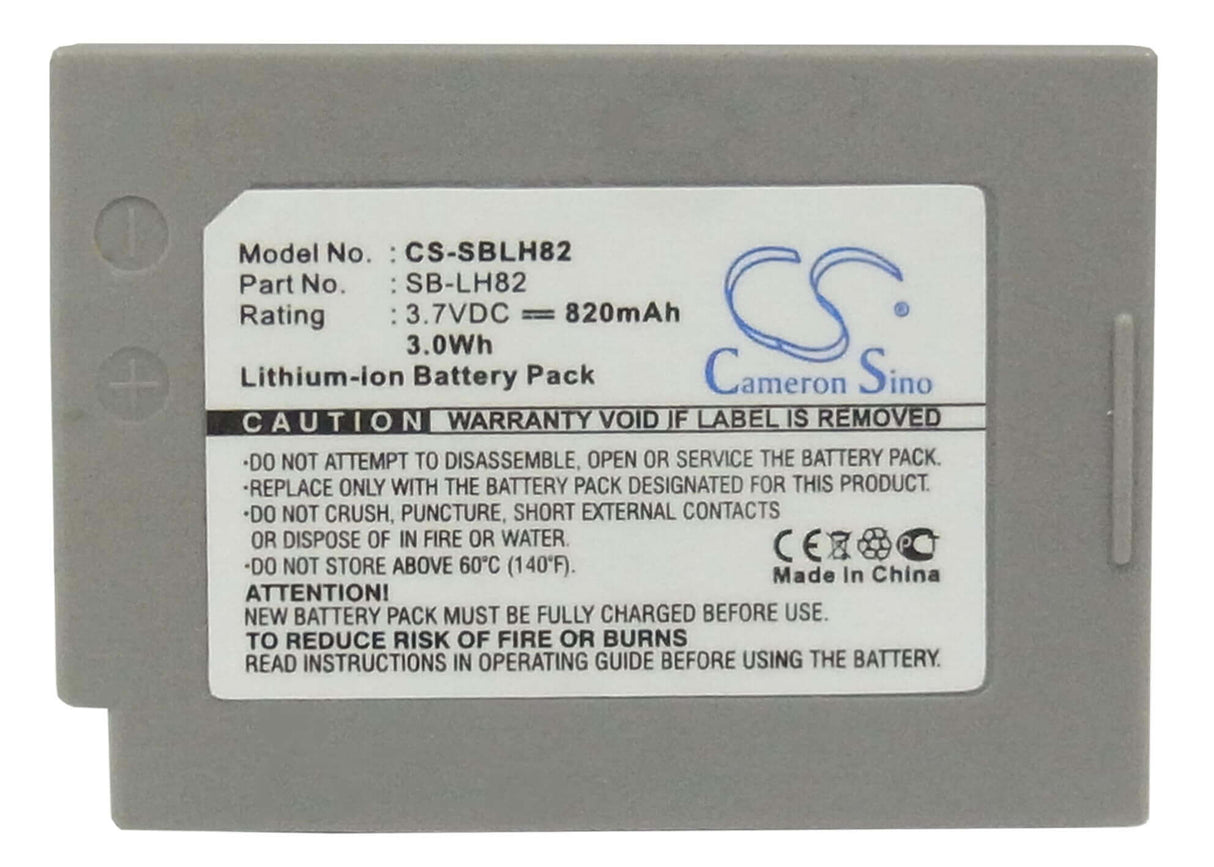 Model No. : CS-SBLH82
Part No. : SB-LH82
Rating : 3.7VDC ⎓ 820mAh
3.0Wh
Lithium-ion Battery Pack
CS ®
Cameron Sino
CAUTION WARRANTY VOID IF LABEL IS REMOVED
·DO NOT ATTEMPT TO DISASSEMBLE, OPEN OR SERVICE THE BATTERY PACK.
·REPLACE ONLY WITH THE BATTERY PACK DESIGNATED FOR THIS PRODUCT.
·DO NOT CRUSH, PUNCTURE, SHORT EXTERNAL CONTACTS
OR DISPOSE OF IN FIRE OR WATER.
·DO NOT STORE ABOVE 60°C (140°F).
CE
Made In China
ATTENTION!
NEW BATTERY PACK MUST BE FULLY CHARGED BEFORE USE.
TO REDUCE RISK OF FIRE OR BURNS
READ INSTRUCTIONS IN OPERATING GUIDE BEFORE USING THE BATTERY.